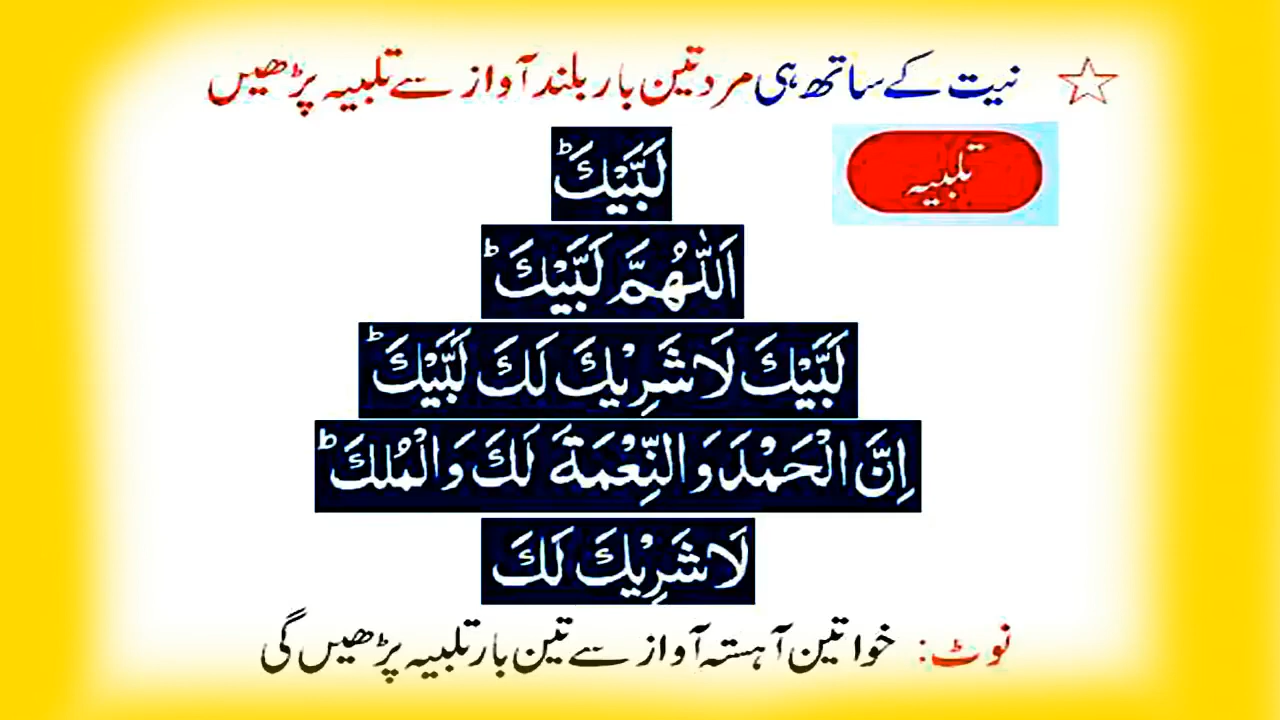 ☆ نیت کے ساتھ ہی مرد تین بار بلند آواز سے تلبیہ پڑھیں
تلبیہ
لَبَّيْكَ ؕ
اَللّٰهُمَّ لَبَّيْكَ ؕ
لَبَّيْكَ لَا شَرِيْكَ لَكَ لَبَّيْكَ ؕ
اِنَّ الْحَمْدَ وَالنِّعْمَةَ لَكَ وَالْمُلْكَ ؕ
لَا شَرِيْكَ لَكَ
نوٹ: خواتین آہستہ آواز سے تین بار تلبیہ پڑھیں گی